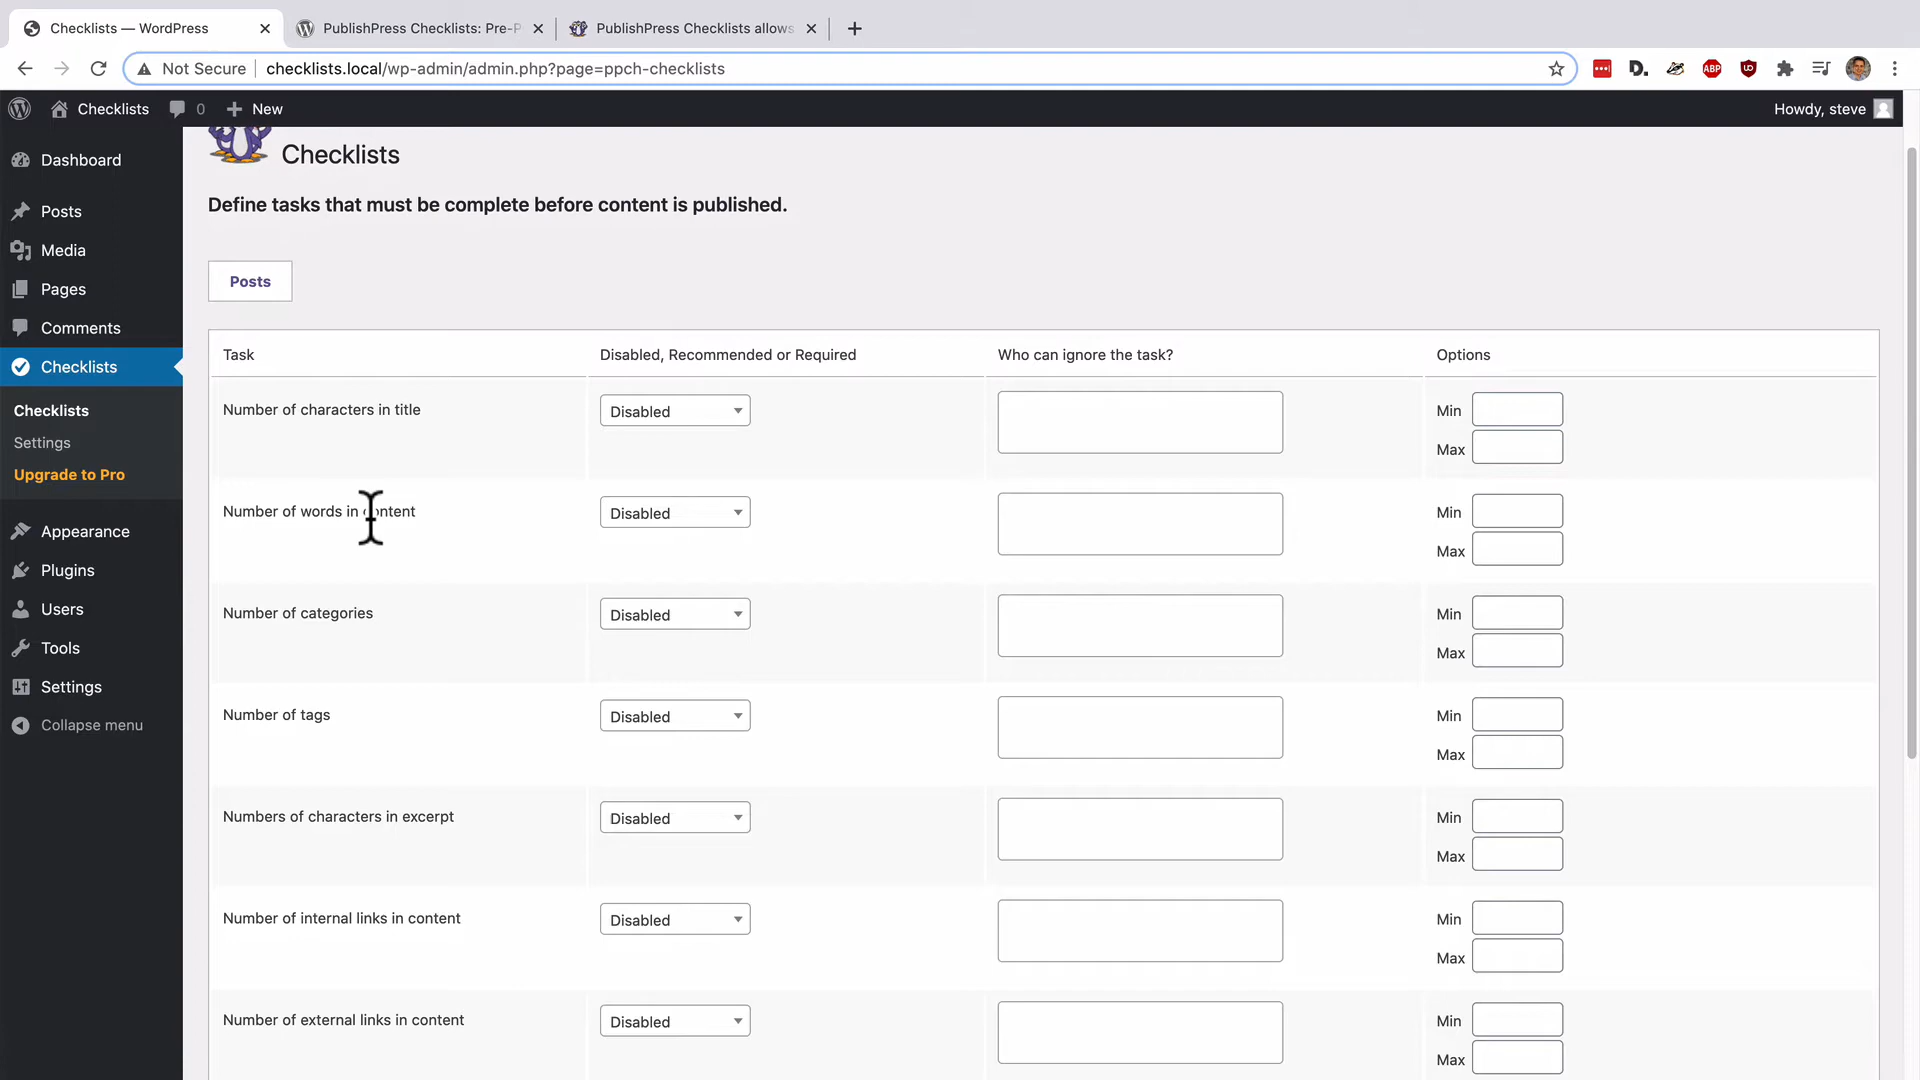 Checklists — WordPress
PublishPress Checklists: Pre-P
PublishPress Checklists allows
Not Secure
checklists.local/wp-admin/admin.php?page=ppch-checklists
D.
ABP
Checklists
0
New
Howdy, steve
Dashboard
Posts
Media
Pages
Comments
Checklists
Checklists
Settings
Upgrade to Pro
Appearance
Plugins
Users
Tools
Settings
Collapse menu
Checklists
Define tasks that must be complete before content is published.
Posts
Task Disabled, Recommended or Required Who can ignore the task? Options
Number of characters in title Disabled Min
Max
Number of words in content Disabled Min
Max
Number of categories Disabled Min
Max
Number of tags Disabled Min
Max
Numbers of characters in excerpt Disabled Min
Max
Number of internal links in content Disabled Min
Max
Number of external links in content Disabled Min
Max